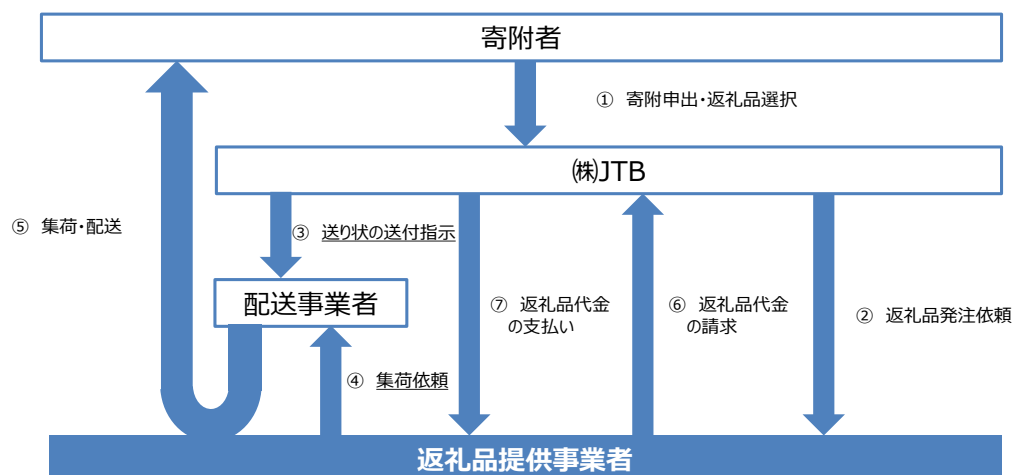 寄附者
① 寄附申出・返礼品選択
㈱JTB
⑤ 集荷・配送
③ 送り状の送付指示
配送事業者
⑦ 返礼品代金
の支払い
⑥ 返礼品代金
の請求
② 返礼品発注依頼
④ 集荷依頼
返礼品提供事業者